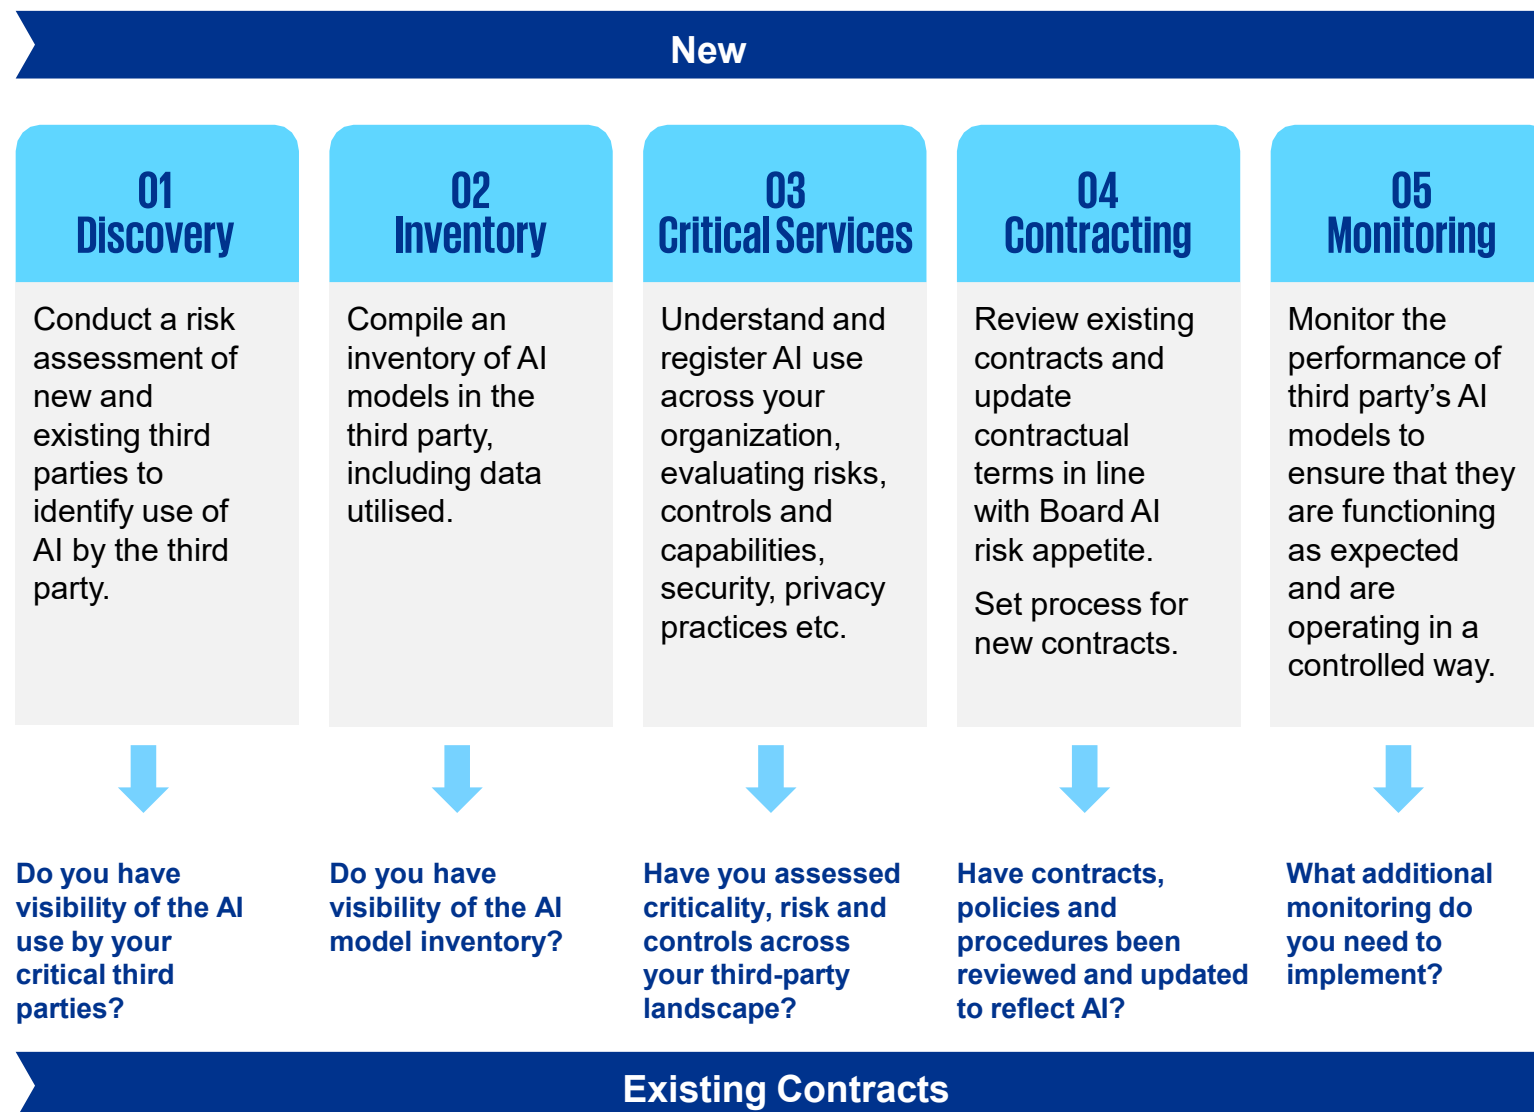 New
01
Discovery
Conduct a risk
assessment of
new and
existing third
parties to
identify use of
AI by the third
party.
Do you have
visibility of the AI
use by your
critical third
parties?
02
Inventory
Compile an
inventory of AI
models in the
third party,
including data
utilised.
Do you have
visibility of the AI
model inventory?
03
Critical Services
Understand and
register AI use
across your
organization,
evaluating risks,
controls and
capabilities,
security, privacy
practices etc.
Have you assessed
criticality, risk and
controls across
your third-party
landscape?
04
Contracting
Review existing
contracts and
update
contractual
terms in line
with Board AI
risk appetite.
Set process for
new contracts.
Have contracts,
policies and
procedures been
reviewed and updated
to reflect AI?
05
Monitoring
Monitor the
performance of
third party’s AI
models to
ensure that they
are functioning
as expected
and are
operating in a
controlled way.
What additional
monitoring do
you need to
implement?
Existing Contracts